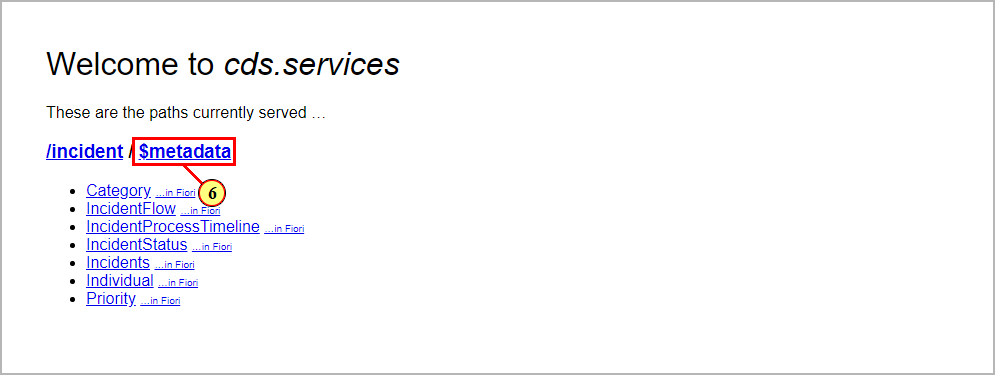 Welcome to cds.services
These are the paths currently served …
/incident / $metadata
6
Category ...in Fiori
IncidentFlow ...in Fiori
IncidentProcessTimeline ...in Fiori
IncidentStatus ...in Fiori
Incidents ...in Fiori
Individual ...in Fiori
Priority ...in Fiori